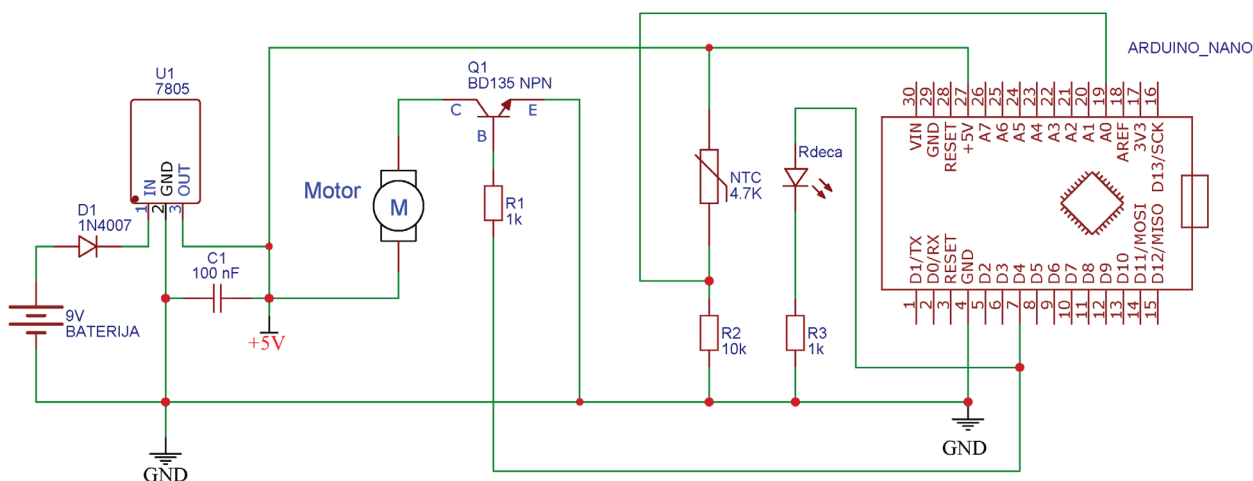 ARDUINO_NANO
U1
7805
IN
GND
OUT
1
2
3
D1
1N4007
C1
100 nF
9V
BATERIJA
+5V
GND
Motor
M
Q1
BD135 NPN
C
B
E
R1
1k
NTC
4.7K
R2
10k
Rdeca
R3
1k
30 29 28 27 26 25 24 23 22 21 20 19 18 17 16
VIN GND RESET +5V A7 A6 A5 A4 A3 A2 A1 A0 AREF 3V3 D13/SCK
D1/TX D0/RX RESET GND D2 D3 D4 D5 D6 D7 D8 D9 D10 D11/MOSI D12/MISO
1 2 3 4 5 6 7 8 9 10 11 12 13 14 15
GND